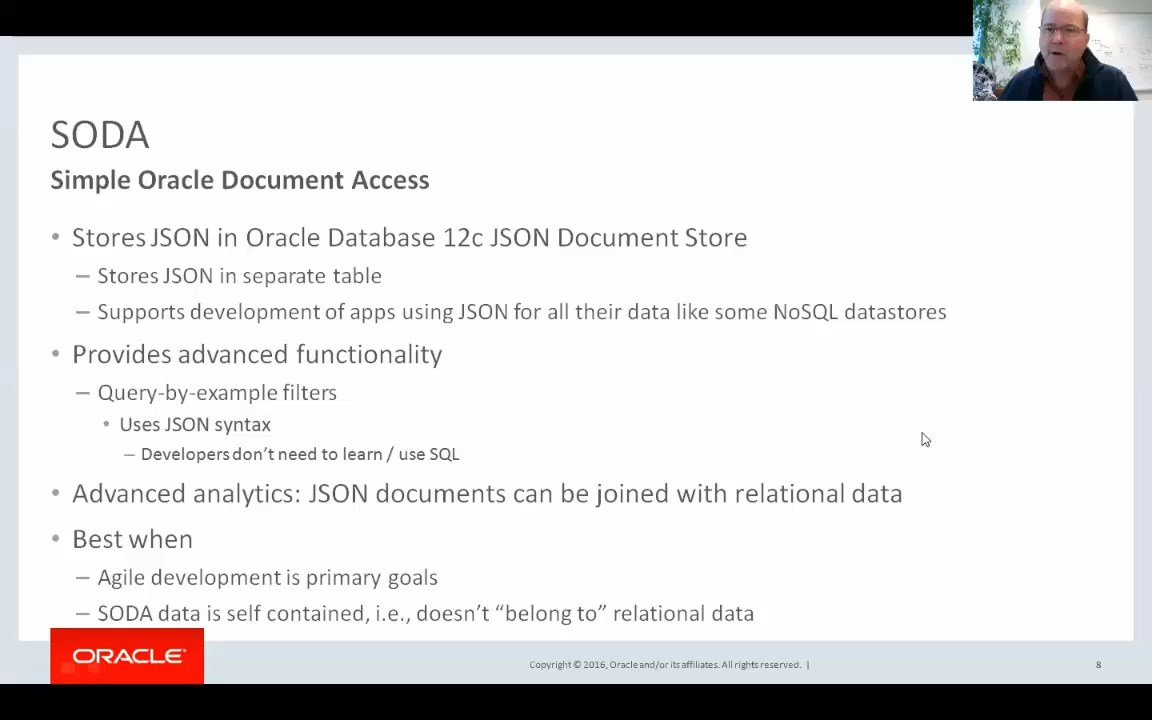 SODA
Simple Oracle Document Access
• Stores JSON in Oracle Database 12c JSON Document Store
– Stores JSON in separate table
– Supports development of apps using JSON for all their data like some NoSQL datastores
• Provides advanced functionality
– Query-by-example filters
• Uses JSON syntax
– Developers don’t need to learn / use SQL
• Advanced analytics: JSON documents can be joined with relational data
• Best when
– Agile development is primary goals
– SODA data is self contained, i.e., doesn’t “belong to” relational data
ORACLE®
Copyright © 2016, Oracle and/or its affiliates. All rights reserved. |
8